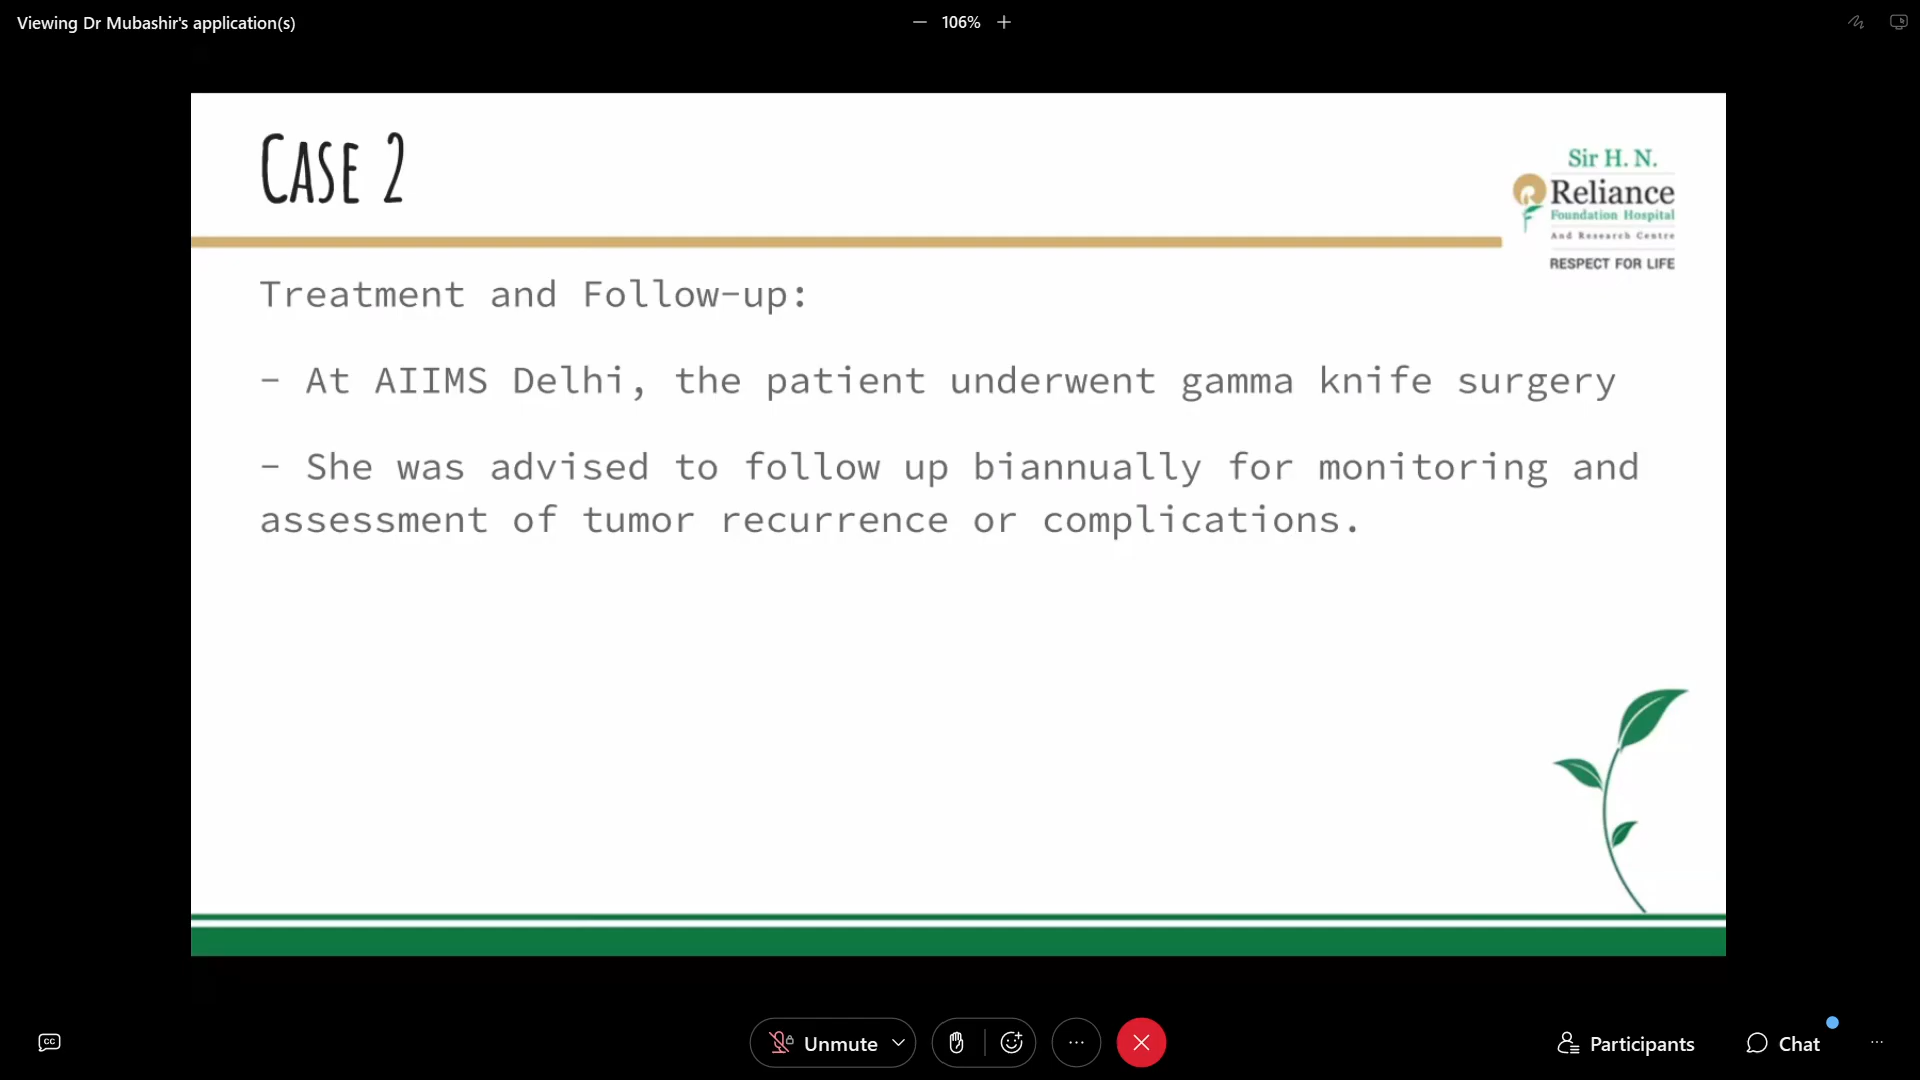 Viewing Dr Mubashir's application(s)
106%
CASE 2
Sir H. N.
Reliance
Foundation Hospital
And Research Centre
RESPECT FOR LIFE
Treatment and Follow-up:
- At AIIMS Delhi, the patient underwent gamma knife surgery
- She was advised to follow up biannually for monitoring and
assessment of tumor recurrence or complications.
CC
Unmute
Participants
Chat